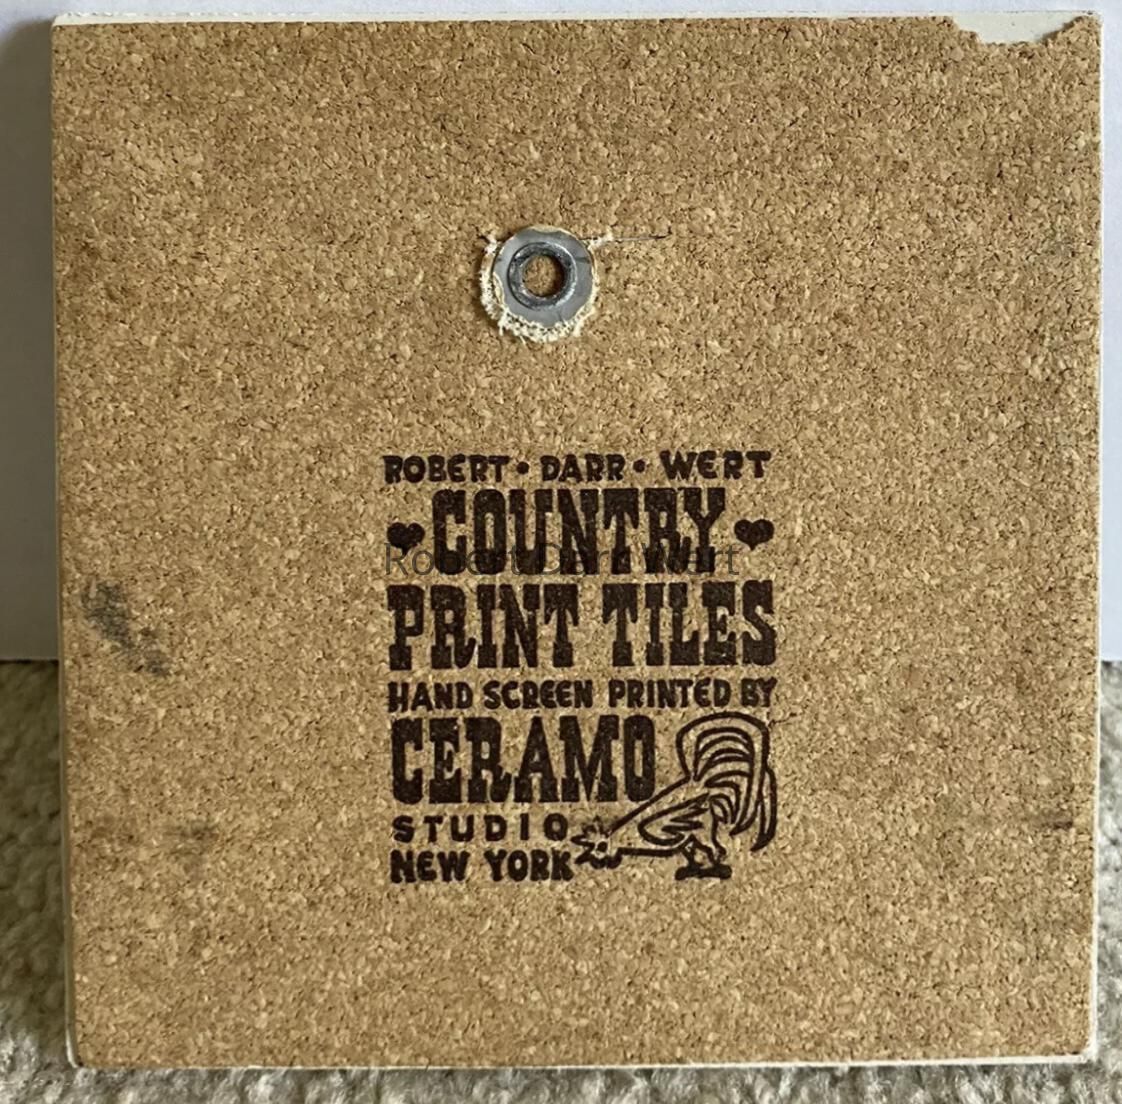 ROBERT • DARR • WERT
♥ COUNTRY ♥
Robert Darr Wert
PRINT TILES
HAND SCREEN PRINTED BY
CERAMO
STUDIO
NEW YORK